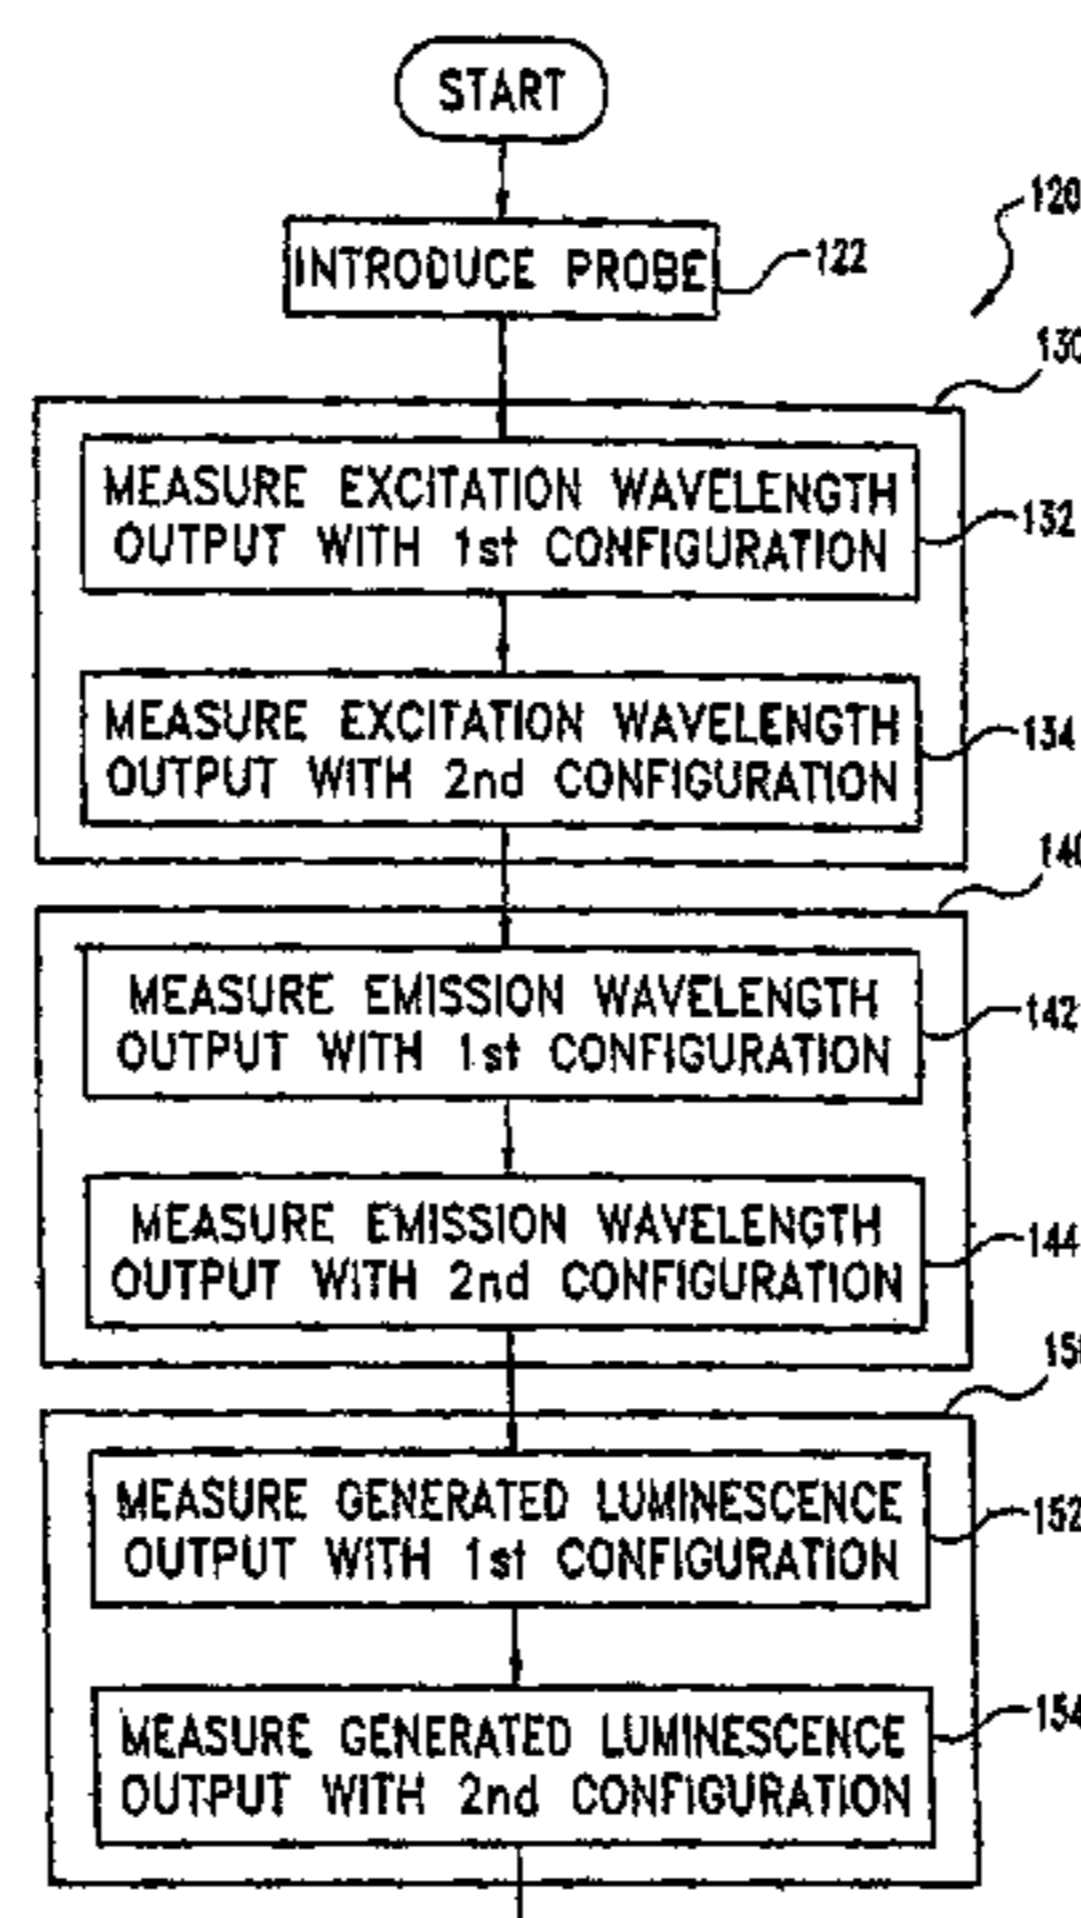 START
120
INTRODUCE PROBE
122
130
MEASURE EXCITATION WAVELENGTH
OUTPUT WITH 1st CONFIGURATION
132
MEASURE EXCITATION WAVELENGTH
OUTPUT WITH 2nd CONFIGURATION
134
140
MEASURE EMISSION WAVELENGTH
OUTPUT WITH 1st CONFIGURATION
142
MEASURE EMISSION WAVELENGTH
OUTPUT WITH 2nd CONFIGURATION
144
MEASURE GENERATED LUMINESCENCE
OUTPUT WITH 1st CONFIGURATION
152
MEASURE GENERATED LUMINESCENCE
OUTPUT WITH 2nd CONFIGURATION
154